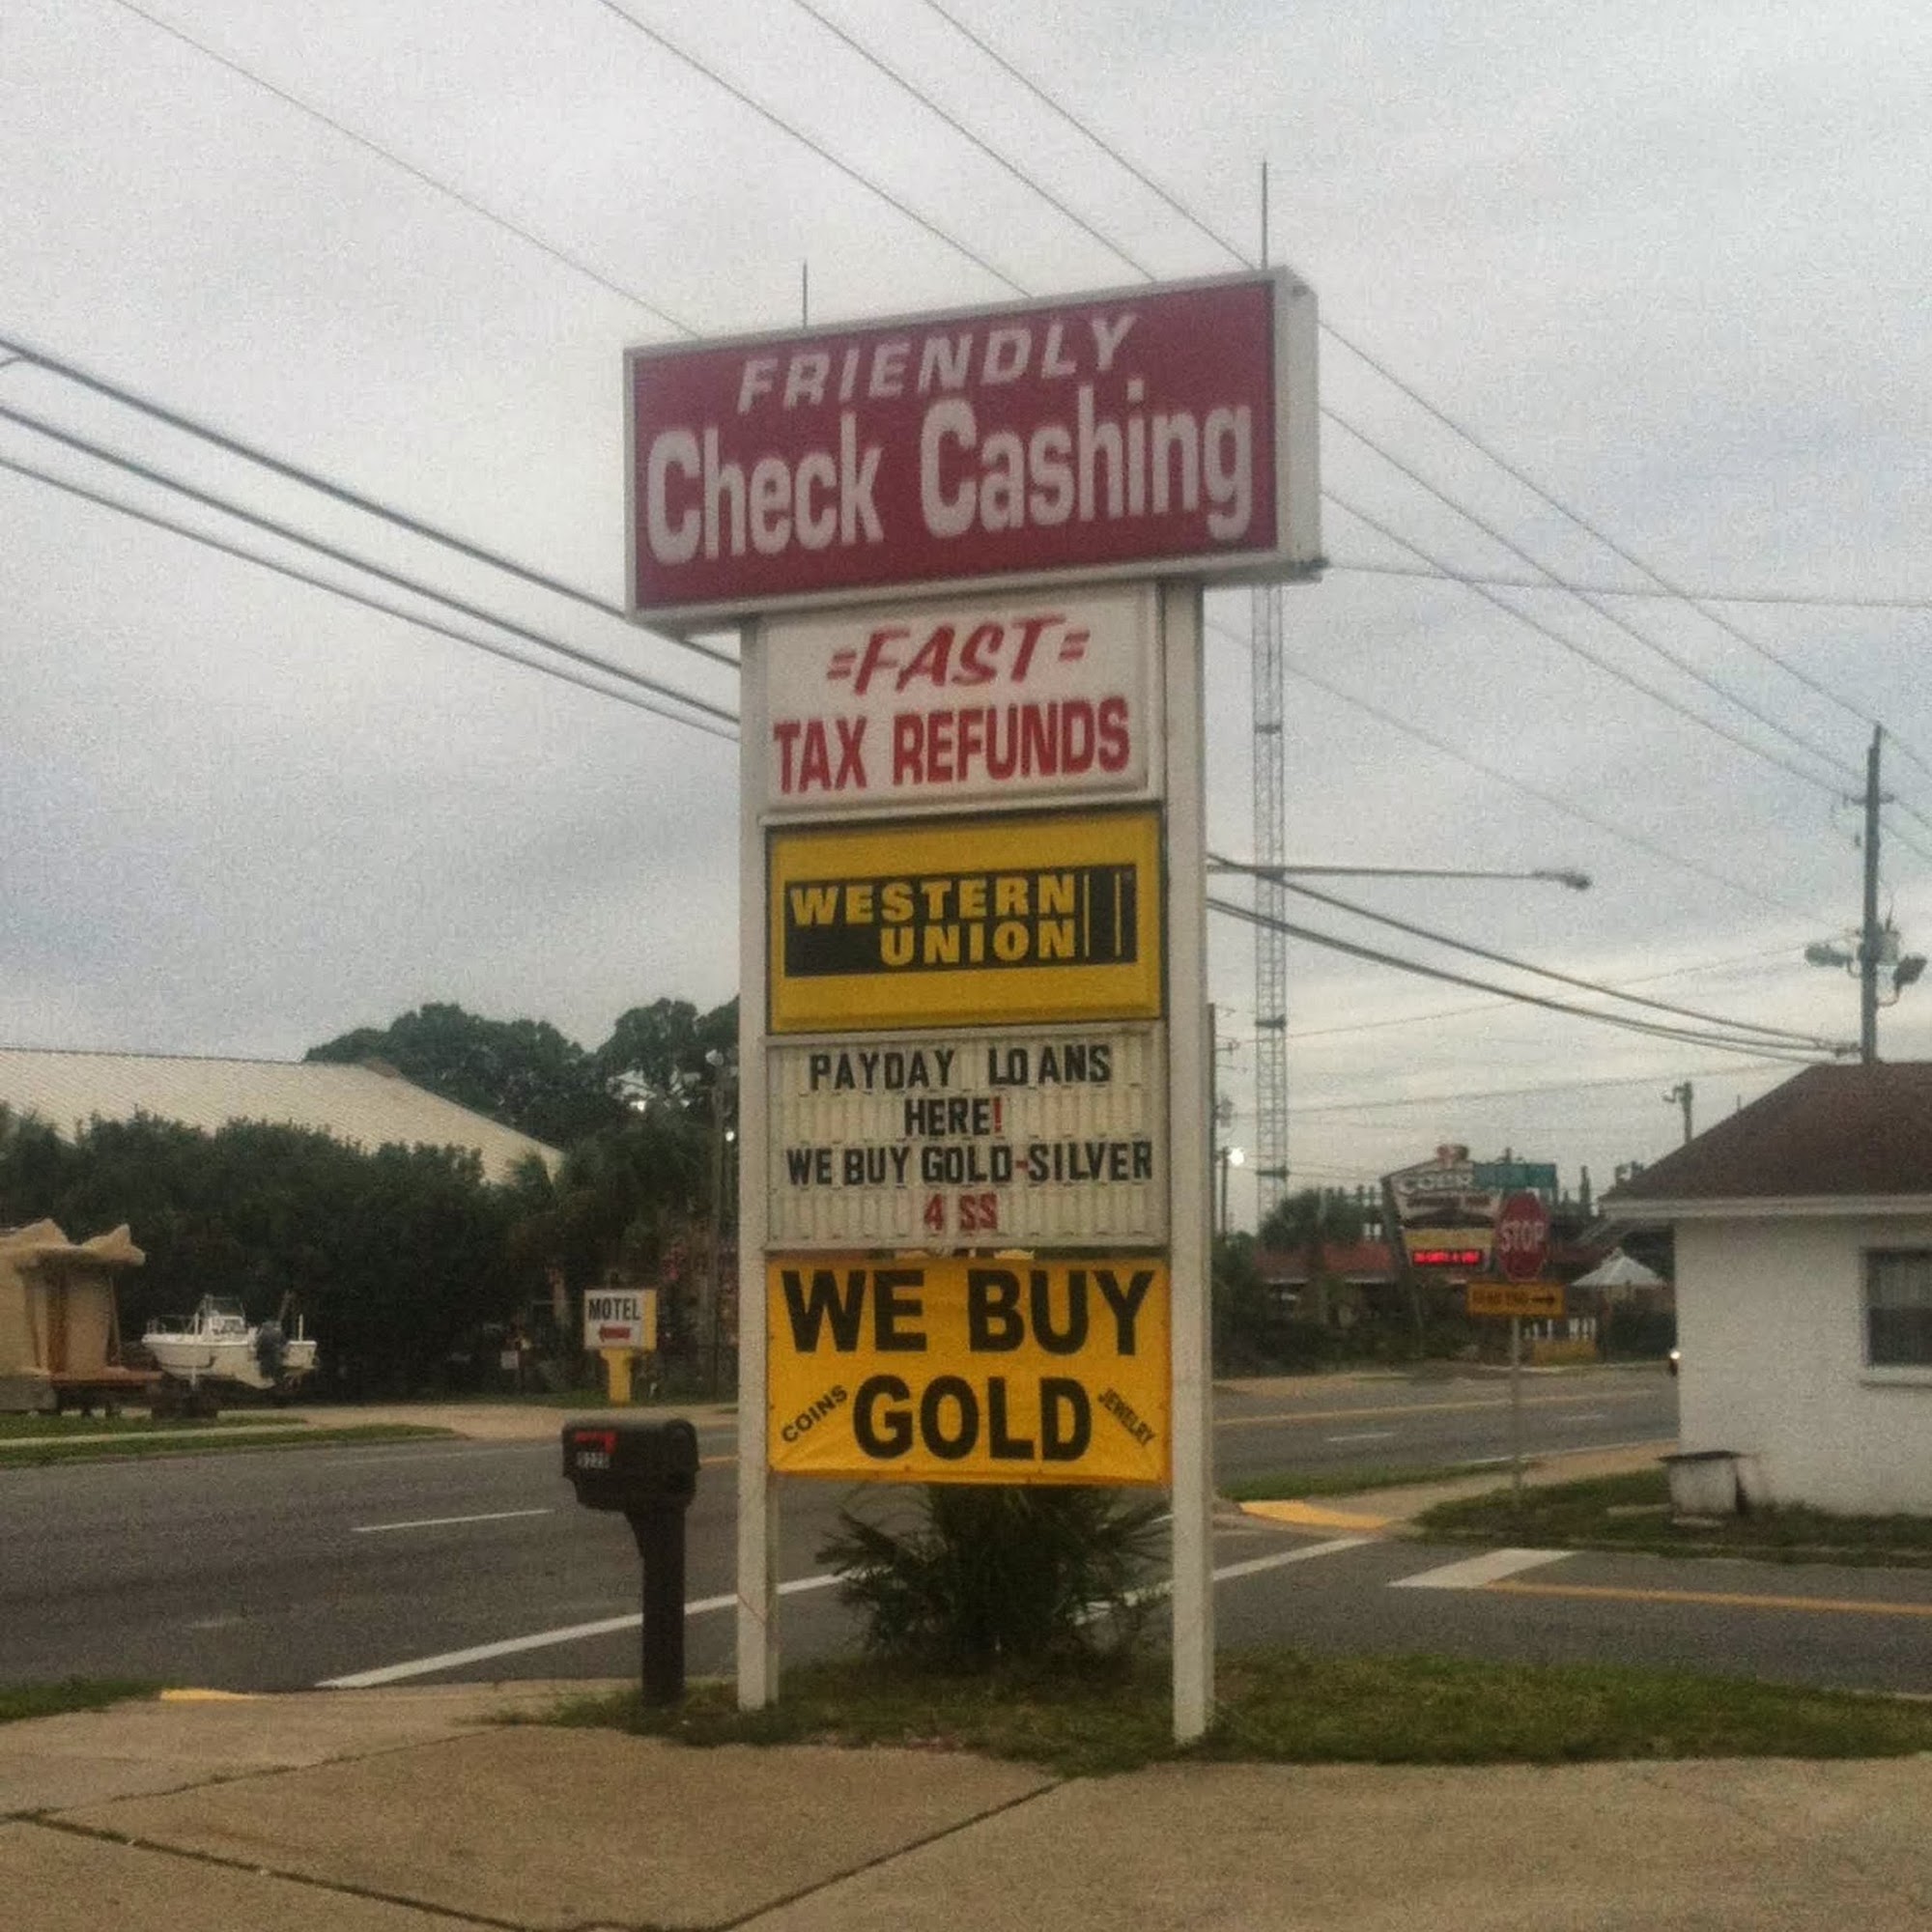 FRIENDLY
Check Cashing
=FAST=
TAX REFUNDS
WESTERN
UNION
PAYDAY LOANS
HERE!
WE BUY GOLD-SILVER
4 SS
WE BUY
COINS GOLD JEWELRY
MOTEL
STOP